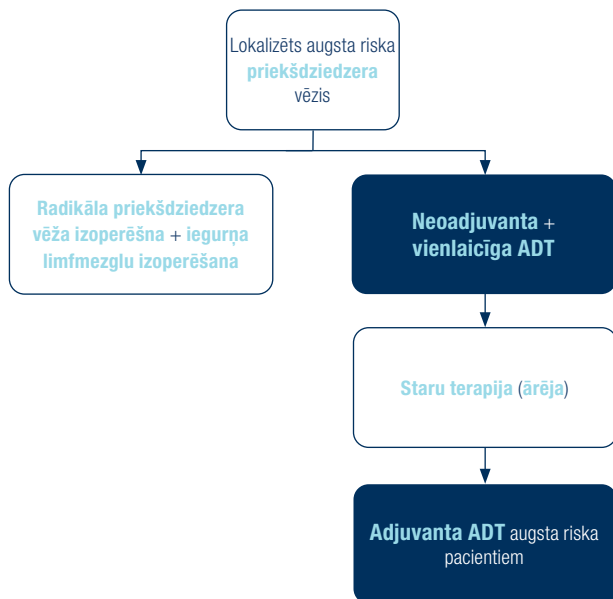 Lokalizēts augsta riska
priekšdziedzera
vēzis
Radikāla priekšdziedzera
vēža izoperēšna + iegurņa
limfmezglu izoperēšana
Neoadjuvanta +
vienlaicīga ADT
Staru terapija (ārēja)
Adjuvanta ADT augsta riska
pacientiem